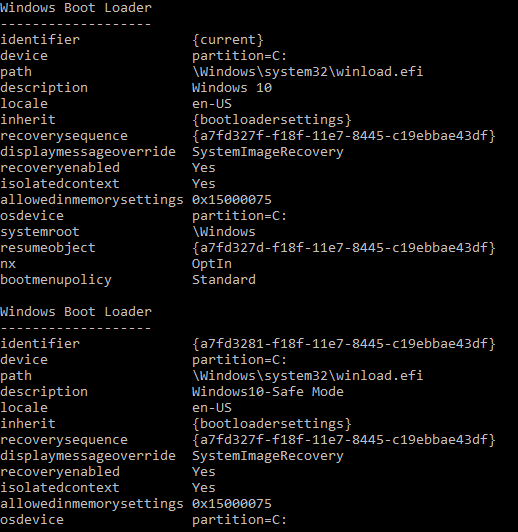 Windows Boot Loader
-------------------
identifier              {current}
device                  partition=C:
path                    \Windows\system32\winload.efi
description             Windows 10
locale                  en-US
inherit                 {bootloadersettings}
recoverysequence        {a7fd327f-f18f-11e7-8445-c19ebbae43df}
displaymessageoverride  SystemImageRecovery
recoveryenabled         Yes
isolatedcontext         Yes
allowedinmemorysettings 0x15000075
osdevice                partition=C:
systemroot              \Windows
resumeobject            {a7fd327d-f18f-11e7-8445-c19ebbae43df}
nx                      OptIn
bootmenupolicy          Standard

Windows Boot Loader
-------------------
identifier              {a7fd3281-f18f-11e7-8445-c19ebbae43df}
device                  partition=C:
path                    \Windows\system32\winload.efi
description             Windows10-Safe Mode
locale                  en-US
inherit                 {bootloadersettings}
recoverysequence        {a7fd327f-f18f-11e7-8445-c19ebbae43df}
displaymessageoverride  SystemImageRecovery
recoveryenabled         Yes
isolatedcontext         Yes
allowedinmemorysettings 0x15000075
osdevice                partition=C: